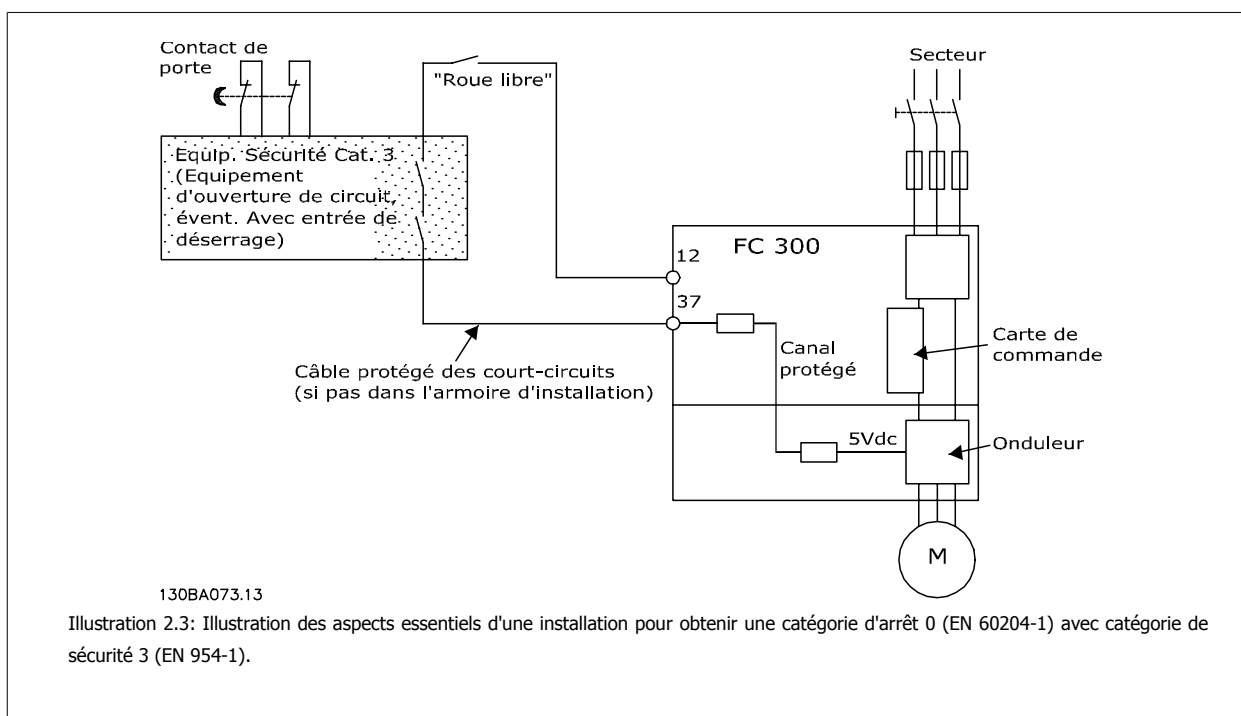 Contact de
porte
"Roue libre"
Secteur
Equip. Sécurité Cat. 3
(Equipement
d'ouverture de circuit,
évent. Avec entrée de
déserrage)
FC 300
12
37
Canal
protégé
Carte de
commande
Câble protégé des court-circuits
(si pas dans l'armoire d'installation)
5Vdc
Onduleur
M
130BA073.13
Illustration 2.3: Illustration des aspects essentiels d'une installation pour obtenir une catégorie d'arrêt 0 (EN 60204-1) avec catégorie de
sécurité 3 (EN 954-1).